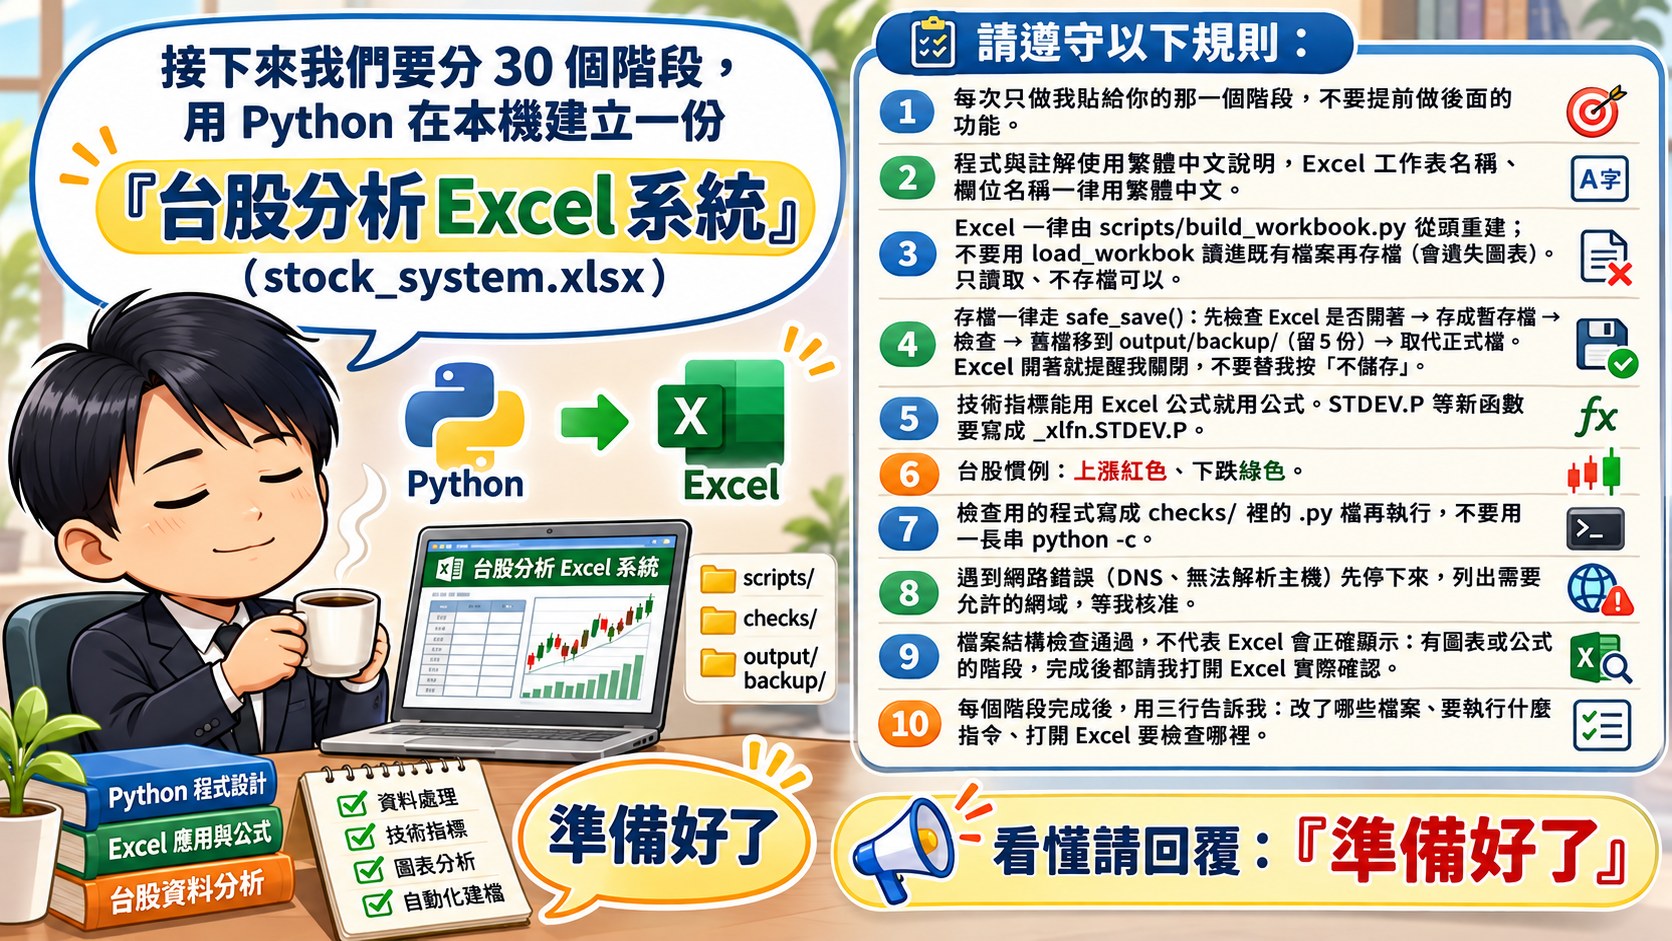 接下來我們要分 30 個階段，
用 Python 在本機建立一份
『台股分析 Excel 系統』
（stock_system.xlsx）
Python
Excel
X
台股分析 Excel 系統
scripts/
checks/
output/
backup/
Python 程式設計
Excel 應用與公式
台股資料分析
資料處理
技術指標
圖表分析
自動化建檔
準備好了
請遵守以下規則：
1
每次只做我貼給你的那一個階段，不要提前做後面的
功能。
2
程式與註解使用繁體中文說明，Excel 工作表名稱、
欄位名稱一律用繁體中文。
A字
3
Excel 一律由 scripts/build_workbook.py 從頭重建；
不要用 load_workbok 讀進既有檔案再存檔（會遺失圖表）。
只讀取、不存檔可以。
4
存檔一律走 safe_save()：先檢查 Excel 是否開著 → 存成暫存檔 →
檢查 → 舊檔移到 output/backup/（留 5 份）→ 取代正式檔。
Excel 開著就提醒我關閉，不要替我按「不儲存」。
5
技術指標能用 Excel 公式就用公式。STDEV.P 等新函數
要寫成 _xlfn.STDEV.P。
fx
6
台股慣例：上漲紅色、下跌綠色。
7
檢查用的程式寫成 checks/ 裡的 .py 檔再執行，不要用
一長串 python -c。
>_
8
遇到網路錯誤（DNS、無法解析主機）先停下來，列出需要
允許的網域，等我核准。
9
檔案結構檢查通過，不代表 Excel 會正確顯示：有圖表或公式
的階段，完成後都請我打開 Excel 實際確認。
X
10
每個階段完成後，用三行告訴我：改了哪些檔案、要執行什麼
指令、打開 Excel 要檢查哪裡。
看懂請回覆：『準備好了』